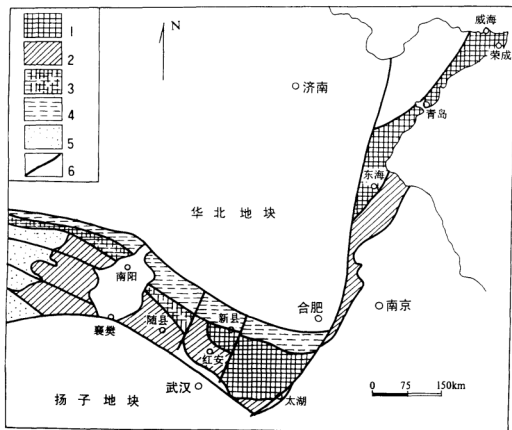 1
2
3
4
5
6
N
威海
荣成
济南
青岛
东海
华北地块
南阳
合肥
南京
襄樊
随县
新县
红安
武汉
太湖
扬子地块
0 75 150km